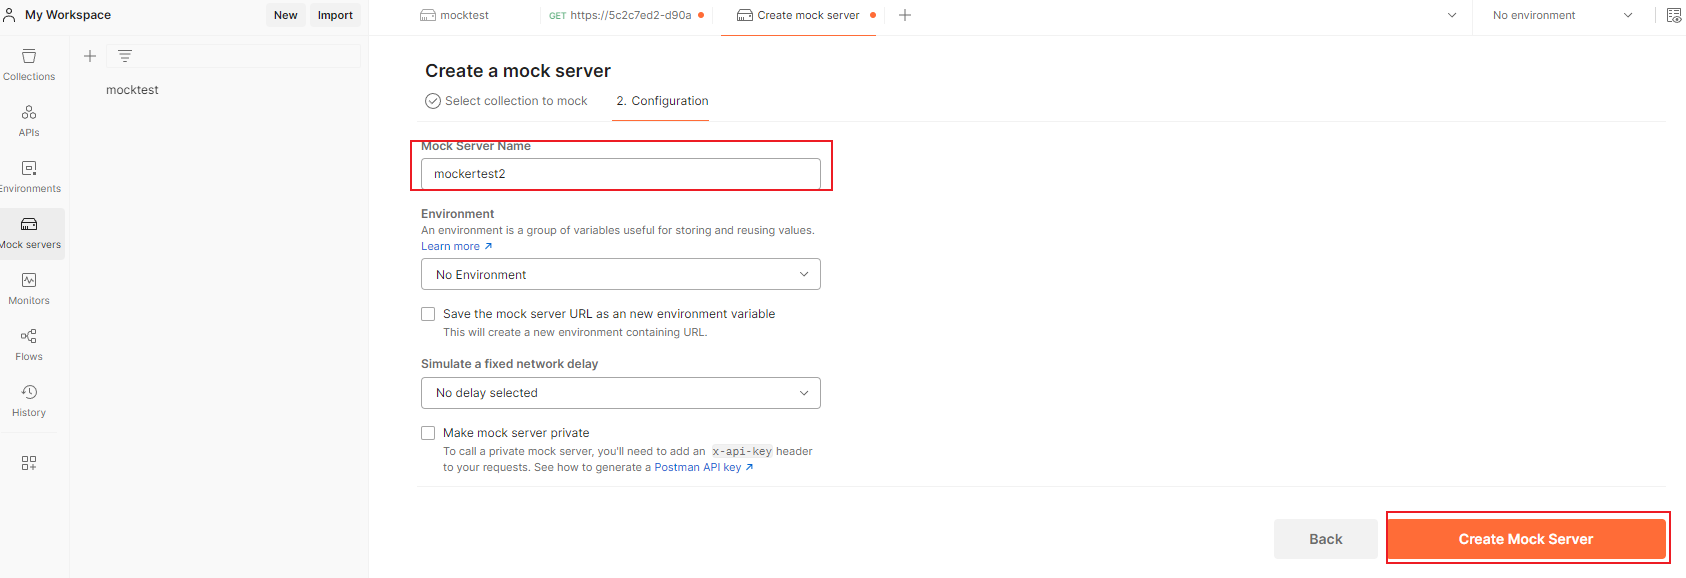 My Workspace
New
Import
mocktest
GET https://5c2c7ed2-d90a
Create mock server
No environment
Collections
APIs
Environments
Mock servers
Monitors
Flows
History
mocktest
Create a mock server
Select collection to mock
2. Configuration
Mock Server Name
mockertest2
Environment
An environment is a group of variables useful for storing and reusing values.
Learn more ↗
No Environment
Save the mock server URL as an new environment variable
This will create a new environment containing URL.
Simulate a fixed network delay
No delay selected
Make mock server private
To call a private mock server, you'll need to add an x-api-key header
to your requests. See how to generate a Postman API key ↗
Back
Create Mock Server